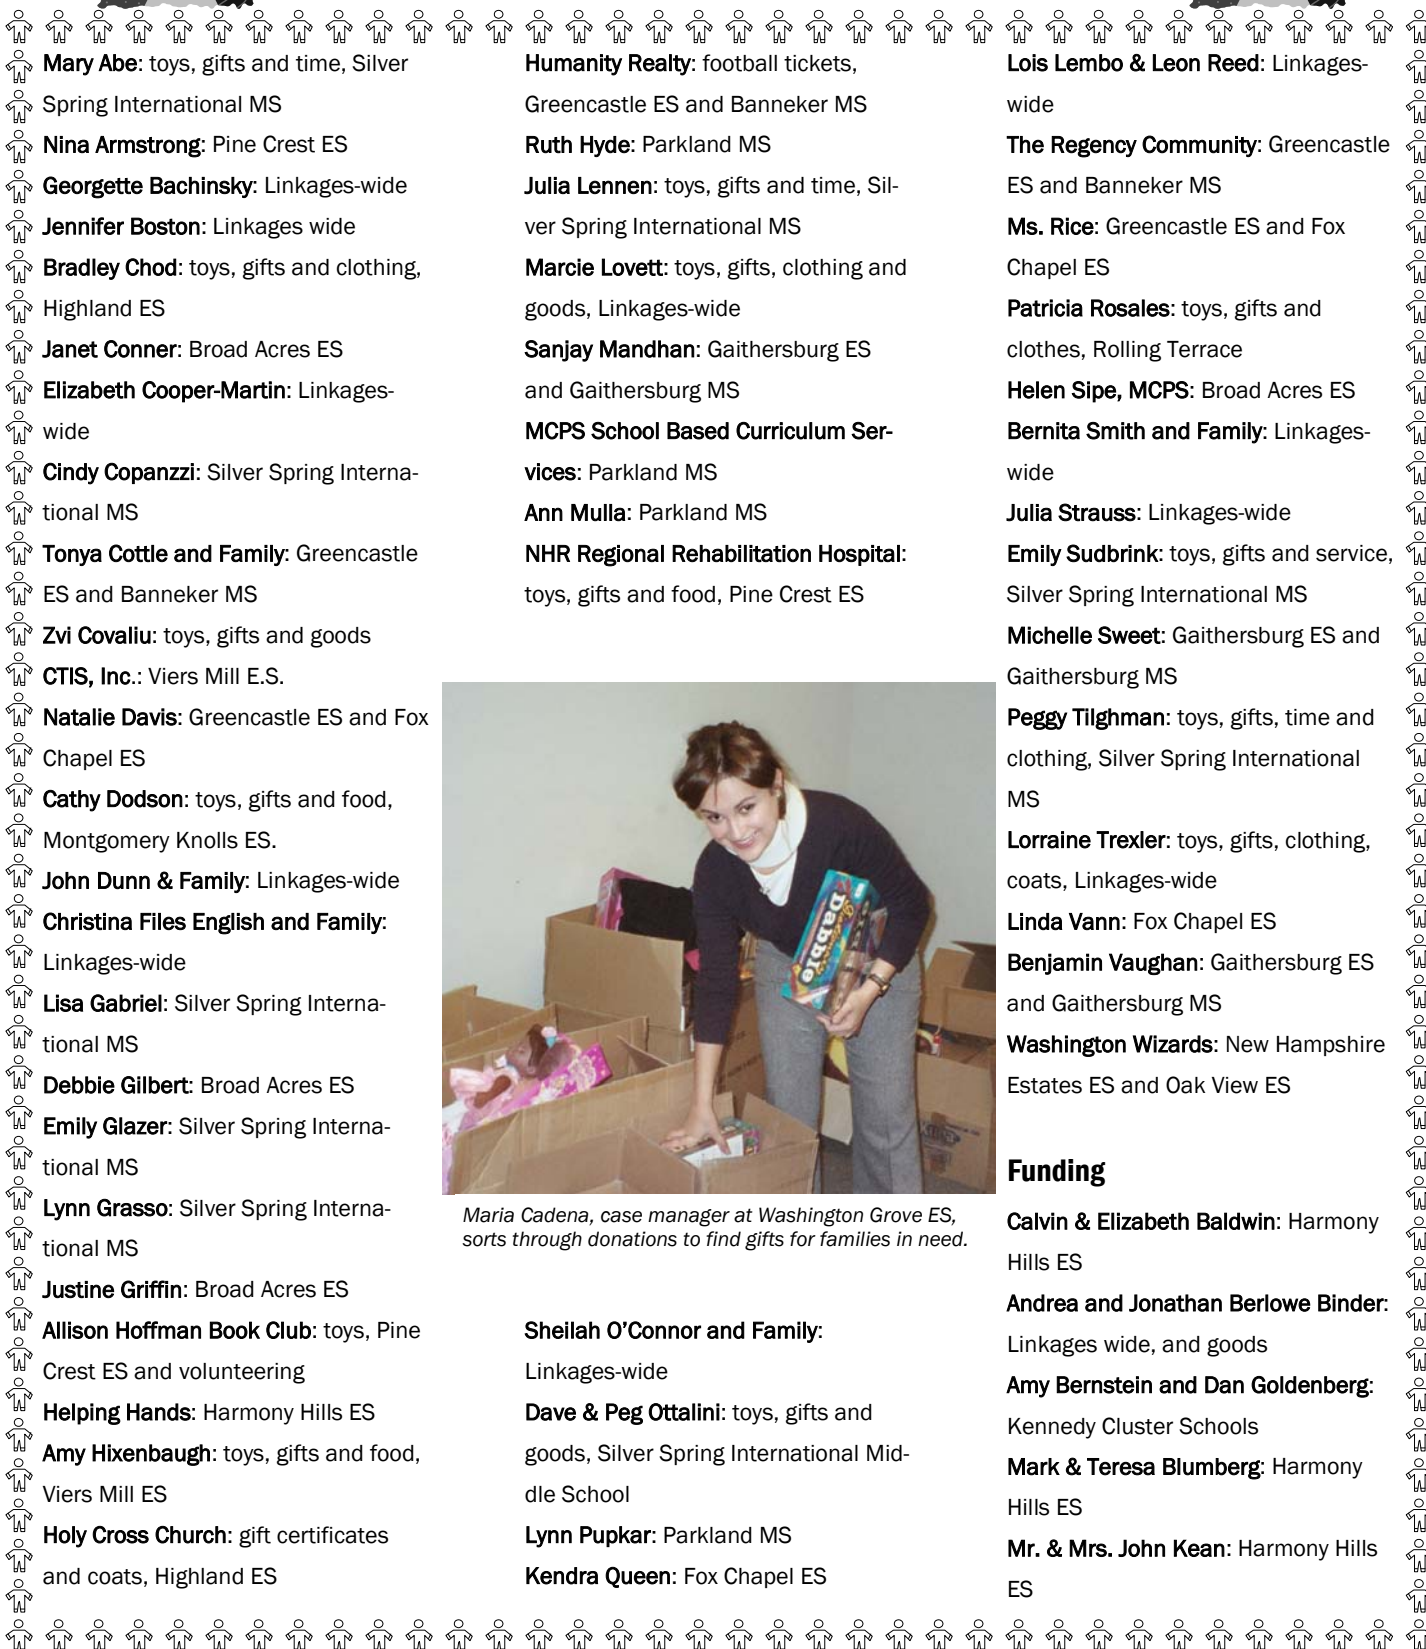 Mary Abe: toys, gifts and time, Silver
Spring International MS
Nina Armstrong: Pine Crest ES
Georgette Bachinsky: Linkages-wide
Jennifer Boston: Linkages wide
Bradley Chod: toys, gifts and clothing,
Highland ES
Janet Conner: Broad Acres ES
Elizabeth Cooper-Martin: Linkages-
wide
Cindy Copanzzi: Silver Spring Interna-
tional MS
Tonya Cottle and Family: Greencastle
ES and Banneker MS
Zvi Covaliu: toys, gifts and goods
CTIS, Inc.: Viers Mill E.S.
Natalie Davis: Greencastle ES and Fox
Chapel ES
Cathy Dodson: toys, gifts and food,
Montgomery Knolls ES.
John Dunn & Family: Linkages-wide
Christina Files English and Family:
Linkages-wide
Lisa Gabriel: Silver Spring Interna-
tional MS
Debbie Gilbert: Broad Acres ES
Emily Glazer: Silver Spring Interna-
tional MS
Lynn Grasso: Silver Spring Interna-
tional MS
Justine Griffin: Broad Acres ES
Allison Hoffman Book Club: toys, Pine
Crest ES and volunteering
Helping Hands: Harmony Hills ES
Amy Hixenbaugh: toys, gifts and food,
Viers Mill ES
Holy Cross Church: gift certificates
and coats, Highland ES
Humanity Realty: football tickets,
Greencastle ES and Banneker MS
Ruth Hyde: Parkland MS
Julia Lennen: toys, gifts and time, Sil-
ver Spring International MS
Marcie Lovett: toys, gifts, clothing and
goods, Linkages-wide
Sanjay Mandhan: Gaithersburg ES
and Gaithersburg MS
MCPS School Based Curriculum Ser-
vices: Parkland MS
Ann Mulla: Parkland MS
NHR Regional Rehabilitation Hospital:
toys, gifts and food, Pine Crest ES
Dabble
Maria Cadena, case manager at Washington Grove ES,
sorts through donations to find gifts for families in need.
Sheilah O'Connor and Family:
Linkages-wide
Dave & Peg Ottalini: toys, gifts and
goods, Silver Spring International Mid-
dle School
Lynn Pupkar: Parkland MS
Kendra Queen: Fox Chapel ES
Lois Lembo & Leon Reed: Linkages-
wide
The Regency Community: Greencastle
ES and Banneker MS
Ms. Rice: Greencastle ES and Fox
Chapel ES
Patricia Rosales: toys, gifts and
clothes, Rolling Terrace
Helen Sipe, MCPS: Broad Acres ES
Bernita Smith and Family: Linkages-
wide
Julia Strauss: Linkages-wide
Emily Sudbrink: toys, gifts and service,
Silver Spring International MS
Michelle Sweet: Gaithersburg ES and
Gaithersburg MS
Peggy Tilghman: toys, gifts, time and
clothing, Silver Spring International
MS
Lorraine Trexler: toys, gifts, clothing,
coats, Linkages-wide
Linda Vann: Fox Chapel ES
Benjamin Vaughan: Gaithersburg ES
and Gaithersburg MS
Washington Wizards: New Hampshire
Estates ES and Oak View ES
Funding
Calvin & Elizabeth Baldwin: Harmony
Hills ES
Andrea and Jonathan Berlowe Binder:
Linkages wide, and goods
Amy Bernstein and Dan Goldenberg:
Kennedy Cluster Schools
Mark & Teresa Blumberg: Harmony
Hills ES
Mr. & Mrs. John Kean: Harmony Hills
ES